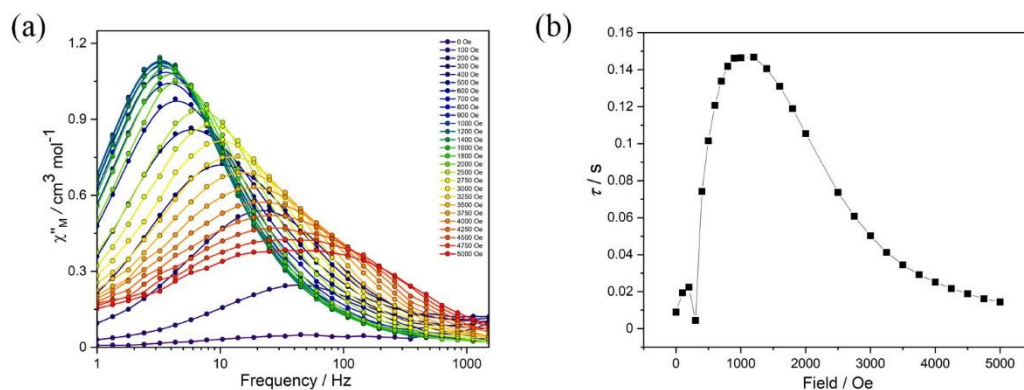 (a)
χ"M / cm3 mol-1
1.2
0.9
0.6
0.3
0
1
10
100
1000
Frequency / Hz
0 Oe
100 Oe
200 Oe
300 Oe
400 Oe
500 Oe
600 Oe
700 Oe
800 Oe
900 Oe
1000 Oe
1200 Oe
1400 Oe
1600 Oe
1800 Oe
2000 Oe
2500 Oe
2750 Oe
3000 Oe
3250 Oe
3500 Oe
3750 Oe
4000 Oe
4250 Oe
4500 Oe
4750 Oe
5000 Oe
(b)
τ / s
0.16
0.14
0.12
0.10
0.08
0.06
0.04
0.02
0
0
1000
2000
3000
4000
5000
Field / Oe